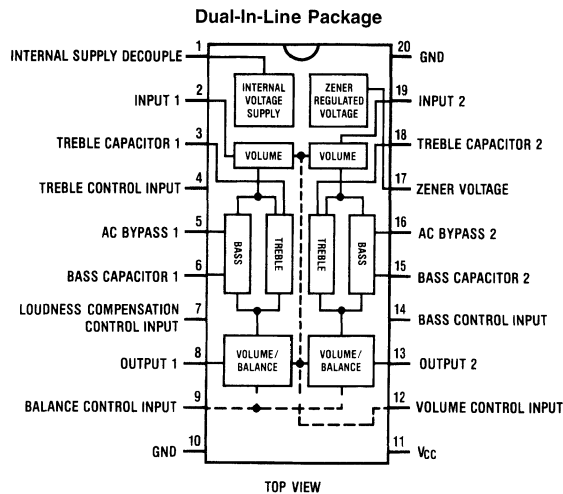 Dual-In-Line Package
1
INTERNAL SUPPLY DECOUPLE
20
GND
INTERNAL
VOLTAGE
SUPPLY
ZENER
REGULATED
VOLTAGE
2
INPUT 1
19
INPUT 2
3
TREBLE CAPACITOR 1
18
TREBLE CAPACITOR 2
VOLUME
VOLUME
4
TREBLE CONTROL INPUT
17
ZENER VOLTAGE
5
AC BYPASS 1
16
AC BYPASS 2
BASS
TREBLE
TREBLE
BASS
6
BASS CAPACITOR 1
15
BASS CAPACITOR 2
7
LOUDNESS COMPENSATION
CONTROL INPUT
14
BASS CONTROL INPUT
8
OUTPUT 1
VOLUME/
BALANCE
VOLUME/
BALANCE
13
OUTPUT 2
9
BALANCE CONTROL INPUT
12
VOLUME CONTROL INPUT
10
GND
11
VCC
TOP VIEW